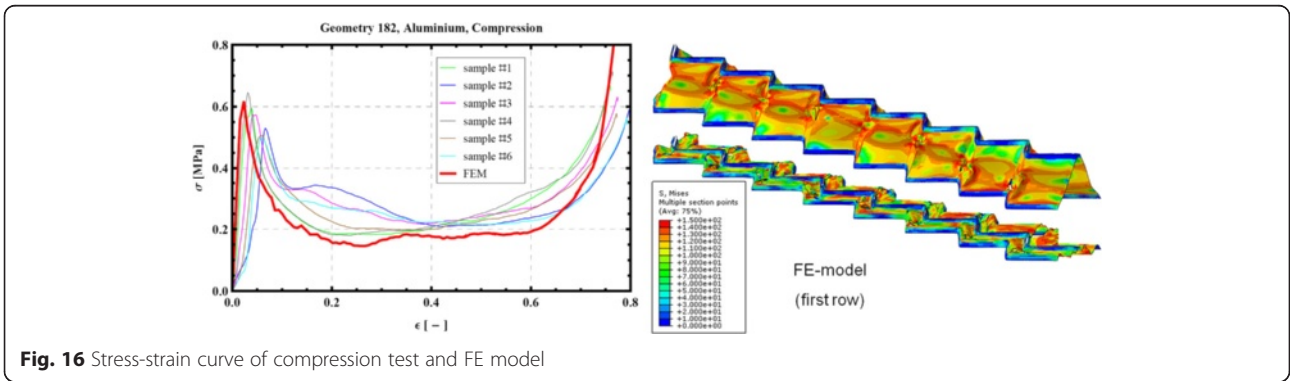 Geometry 182, Aluminium, Compression
0.8
0.6
0.4
0.2
0.0
σ [MPa]
0.0 0.2 0.4 0.6 0.8
ϵ [ − ]
sample ⌗1
sample ⌗2
sample ⌗3
sample ⌗4
sample ⌗5
sample ⌗6
FEM
S, Mises
Multiple section points
(Avg: 75%)
+1.500e+02
+1.400e+02
+1.300e+02
+1.200e+02
+1.100e+02
+1.000e+02
+9.000e+01
+8.000e+01
+7.000e+01
+6.000e+01
+5.000e+01
+4.000e+01
+3.000e+01
+2.000e+01
+1.000e+01
+0.000e+00
FE-model
(first row)
Fig. 16 Stress-strain curve of compression test and FE model